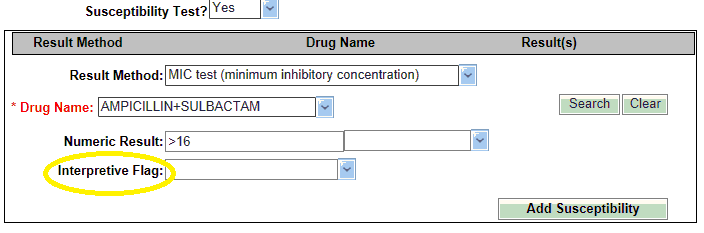 Susceptibility Test? Yes
Result Method Drug Name Result(s)
Result Method: MIC test (minimum inhibitory concentration)
* Drug Name: AMPICILLIN+SULBACTAM Search Clear
Numeric Result: >16
Interpretive Flag:
Add Susceptibility